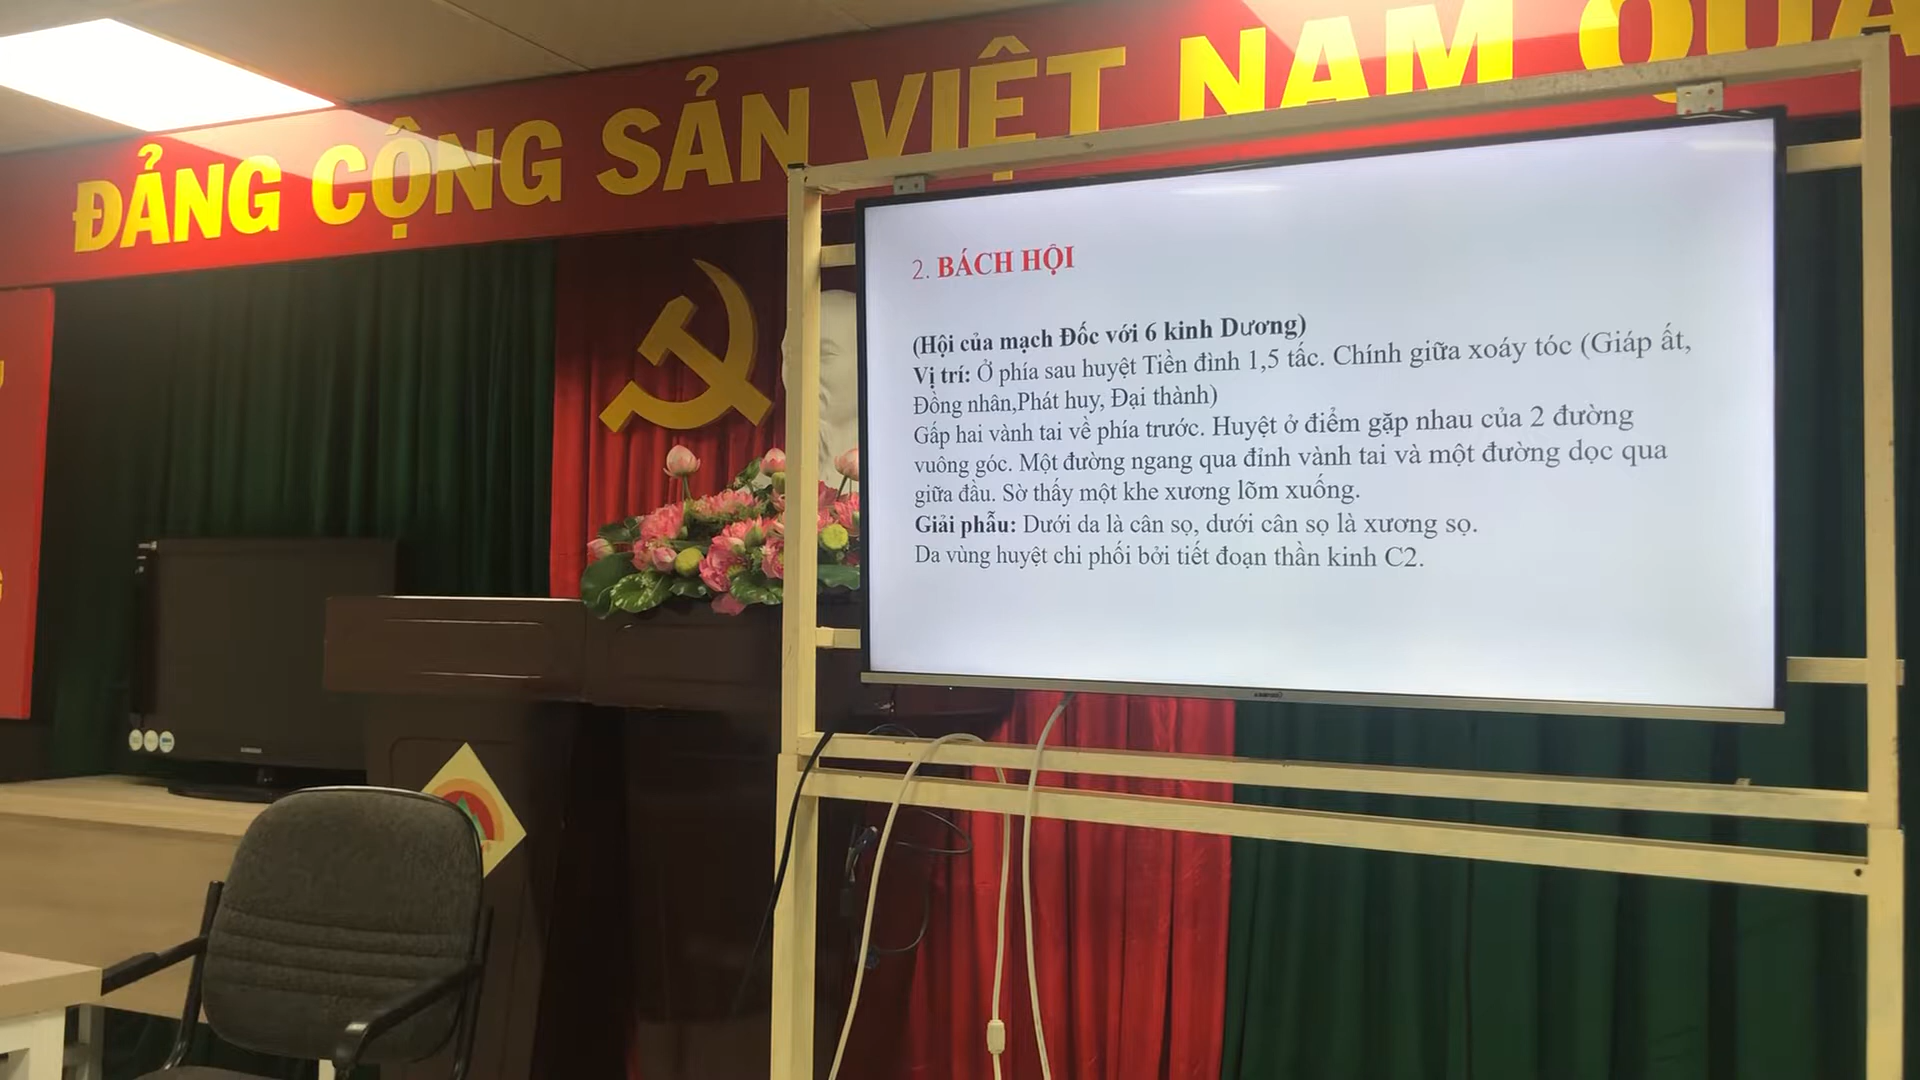 ĐẢNG CỘNG SẢN VIỆT NAM
2. BÁCH HỘI
(Hội của mạch Đốc với 6 kinh Dương)
Vị trí: Ở phía sau huyệt Tiền đình 1,5 tấc. Chính giữa xoáy tóc (Giáp ất,
Đồng nhân,Phát huy, Đại thành)
Gấp hai vành tai về phía trước. Huyệt ở điểm gặp nhau của 2 đường
vuông góc. Một đường ngang qua đỉnh vành tai và một đường dọc qua
giữa đầu. Sờ thấy một khe xương lõm xuống.
Giải phẫu: Dưới da là cân sọ, dưới cân sọ là xương sọ.
Da vùng huyệt chi phối bởi tiết đoạn thần kinh C2.
SAMSUNG